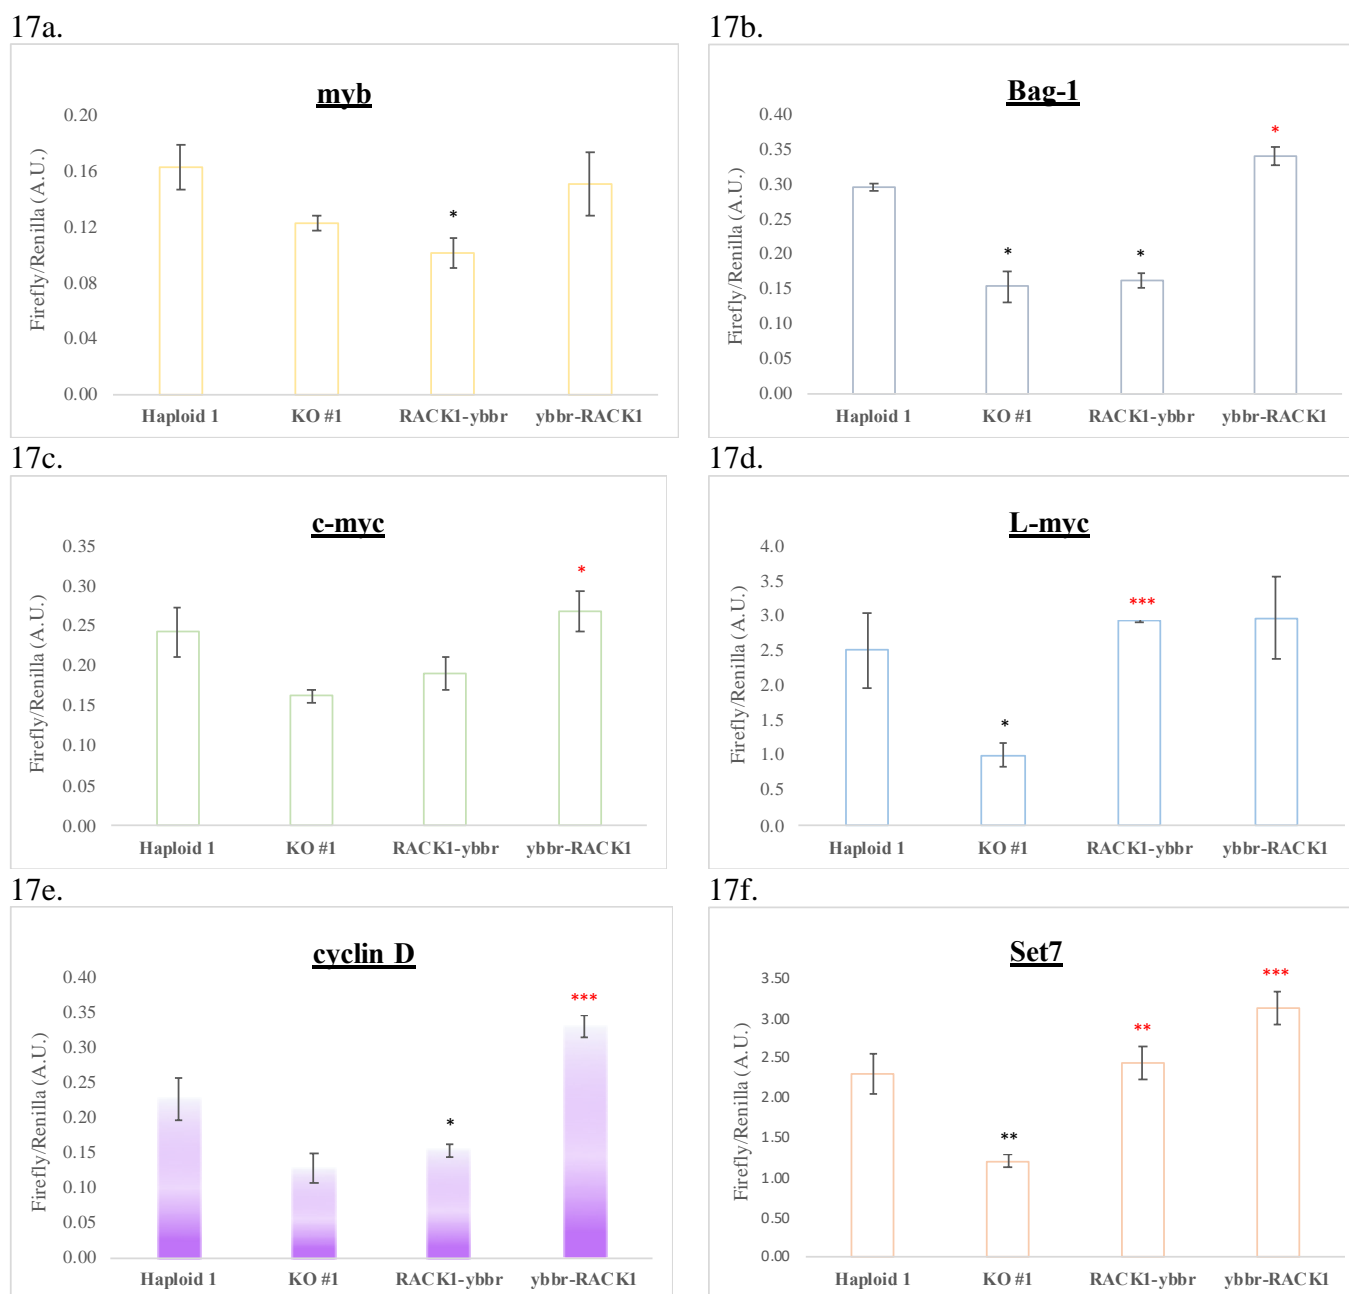 17a.
myb
Firefly/Renilla (A.U.)
0.20
0.16
0.12
0.08
0.04
0.00
*
Haploid 1 KO #1 RACK1-ybbr ybbr-RACK1
17b.
Bag-1
Firefly/Renilla (A.U.)
0.40
0.35
0.30
0.25
0.20
0.15
0.10
0.05
0.00
* * *
Haploid 1 KO #1 RACK1-ybbr ybbr-RACK1
17c.
c-myc
Firefly/Renilla (A.U.)
0.35
0.30
0.25
0.20
0.15
0.10
0.05
0.00
*
Haploid 1 KO #1 RACK1-ybbr ybbr-RACK1
17d.
L-myc
Firefly/Renilla (A.U.)
4.0
3.5
3.0
2.5
2.0
1.5
1.0
0.5
0.0
* ***
Haploid 1 KO #1 RACK1-ybbr ybbr-RACK1
17e.
cyclin D
Firefly/Renilla (A.U.)
0.40
0.35
0.30
0.25
0.20
0.15
0.10
0.05
0.00
* ***
Haploid 1 KO #1 RACK1-ybbr ybbr-RACK1
17f.
Set7
Firefly/Renilla (A.U.)
3.50
3.00
2.50
2.00
1.50
1.00
0.50
0.00
** ** ***
Haploid 1 KO #1 RACK1-ybbr ybbr-RACK1